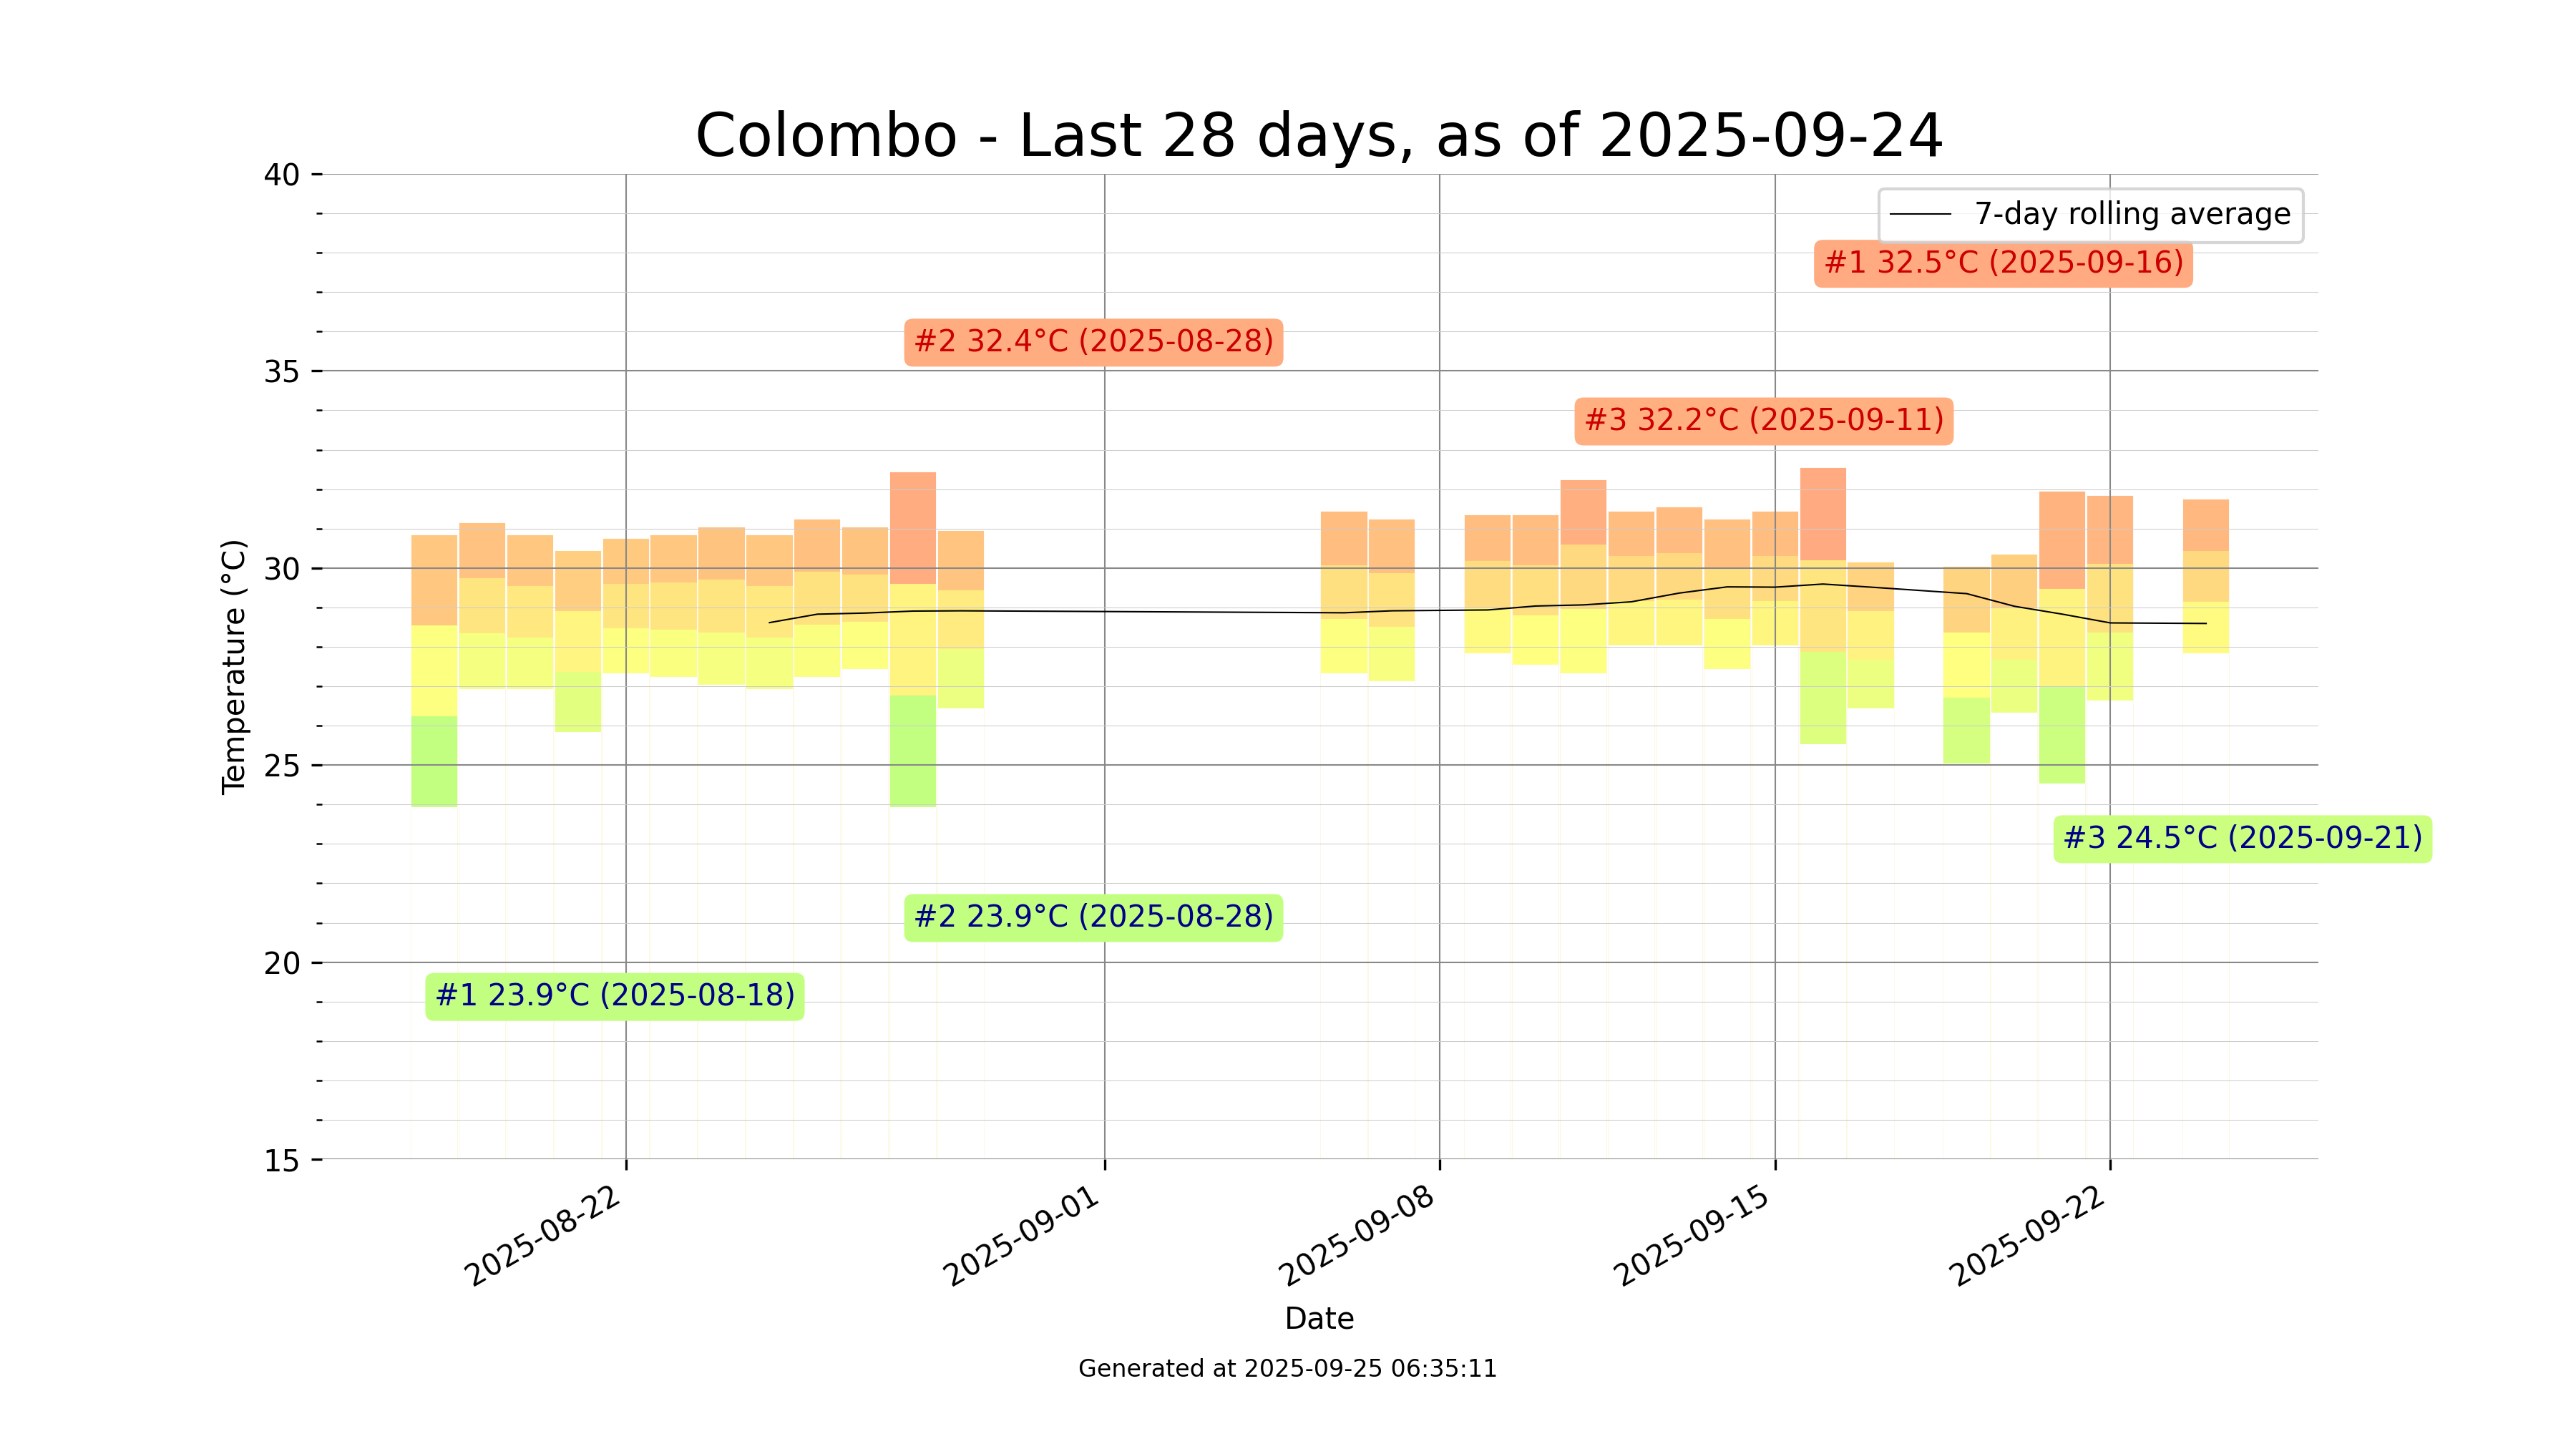 Colombo - Last 28 days, as of 2025-09-24
40
7-day rolling average
#1 32.5°C (2025-09-16)
#2 32.4°C (2025-08-28)
35
#3 32.2°C (2025-09-11)
30
Temperature (°C)
25
#3 24.5°C (2025-09-21)
#2 23.9°C (2025-08-28)
20
#1 23.9°C (2025-08-18)
15
2025-08-22
2025-09-01
2025-09-08
2025-09-15
2025-09-22
Date
Generated at 2025-09-25 06:35:11